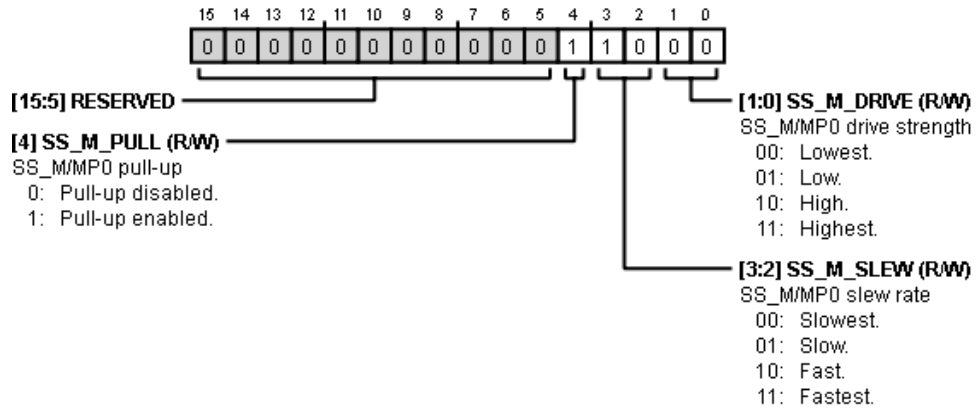 15 14 13 12 11 10 9 8 7 6 5 4 3 2 1 0
0 0 0 0 0 0 0 0 0 0 0 1 1 0 0 0
[15:5] RESERVED
[4] SS_M_PULL (R/W)
SS_M/MP0 pull-up
0: Pull-up disabled.
1: Pull-up enabled.
[1:0] SS_M_DRIVE (R/W)
SS_M/MP0 drive strength
00: Lowest.
01: Low.
10: High.
11: Highest.
[3:2] SS_M_SLEW (R/W)
SS_M/MP0 slew rate
00: Slowest.
01: Slow.
10: Fast.
11: Fastest.